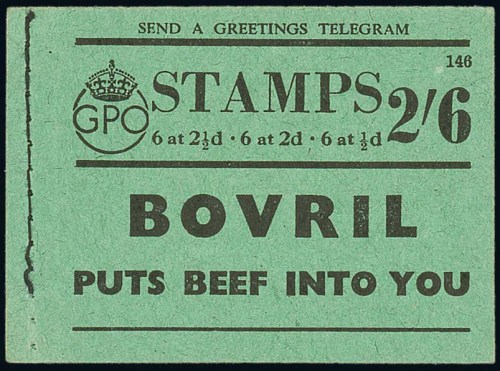 SEND A GREETINGS TELEGRAM
146
GPO
STAMPS 2/6
6 at 2½d · 6 at 2d · 6 at ½d
BOVRIL
PUTS BEEF INTO YOU